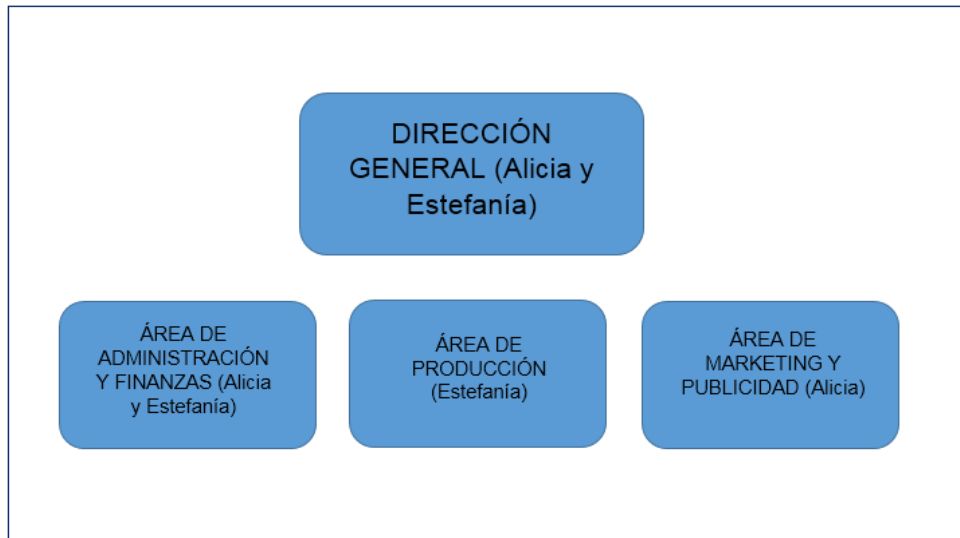 DIRECCIÓN
GENERAL (Alicia y
Estefanía)
ÁREA DE
ADMINISTRACIÓN
Y FINANZAS (Alicia
y Estefanía)
ÁREA DE
PRODUCCIÓN
(Estefanía)
ÁREA DE
MARKETING Y
PUBLICIDAD (Alicia)